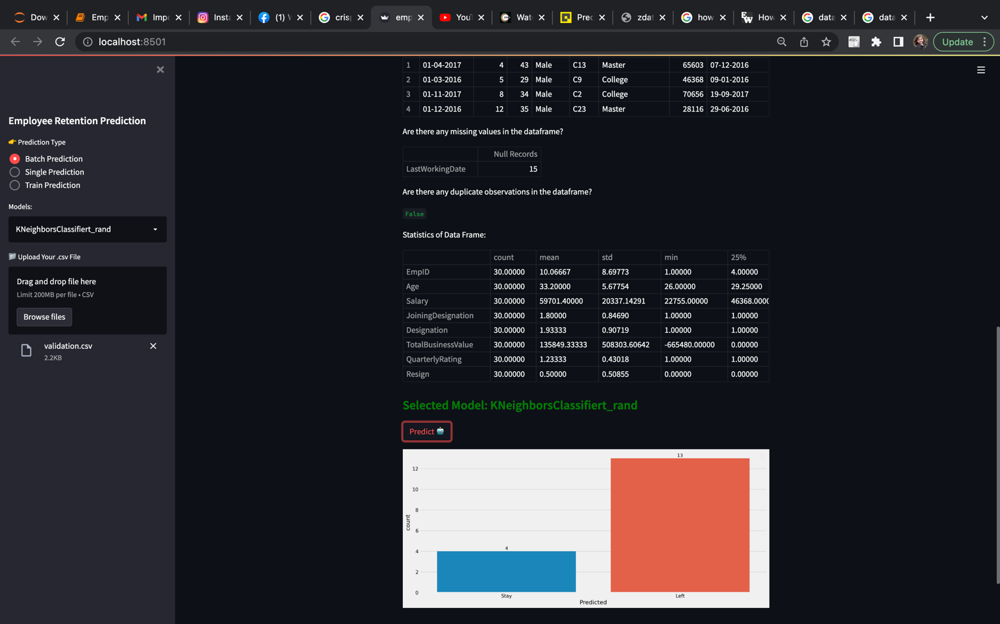 Dow
Emp
Impo
Insta
(1) W
crisp
emp
YouT
Wat
Prec
zdat
how
How
data
data
localhost:8501
Update
Employee Retention Prediction
Prediction Type
Batch Prediction
Single Prediction
Train Prediction
Models:
KNeighborsClassifiert_rand
Upload Your .csv File
Drag and drop file here
Limit 200MB per file • CSV
Browse files
validation.csv
2.2KB
1 01-04-2017 4 43 Male C13 Master 65603 07-12-2016
2 01-03-2016 5 29 Male C9 College 46368 09-01-2016
3 01-11-2017 8 34 Male C2 College 70656 19-09-2017
4 01-12-2016 12 35 Male C23 Master 28116 29-06-2016
Are there any missing values in the dataframe?
Null Records
LastWorkingDate 15
Are there any duplicate observations in the dataframe?
False
Statistics of Data Frame:
count mean std min 25%
EmpID 30.00000 10.06667 8.69773 1.00000 4.00000
Age 30.00000 33.20000 5.67754 26.00000 29.25000
Salary 30.00000 59701.40000 20337.14291 22755.00000 46368.0000
JoiningDesignation 30.00000 1.80000 0.84690 1.00000 1.00000
Designation 30.00000 1.93333 0.90719 1.00000 1.00000
TotalBusinessValue 30.00000 135849.33333 508303.60642 -665480.00000 0.00000
QuarterlyRating 30.00000 1.23333 0.43018 1.00000 1.00000
Resign 30.00000 0.50000 0.50855 0.00000 0.00000
Selected Model: KNeighborsClassifiert_rand
Predict
13
12
10
8
6
4
4
2
0
count
Stay
Left
Predicted